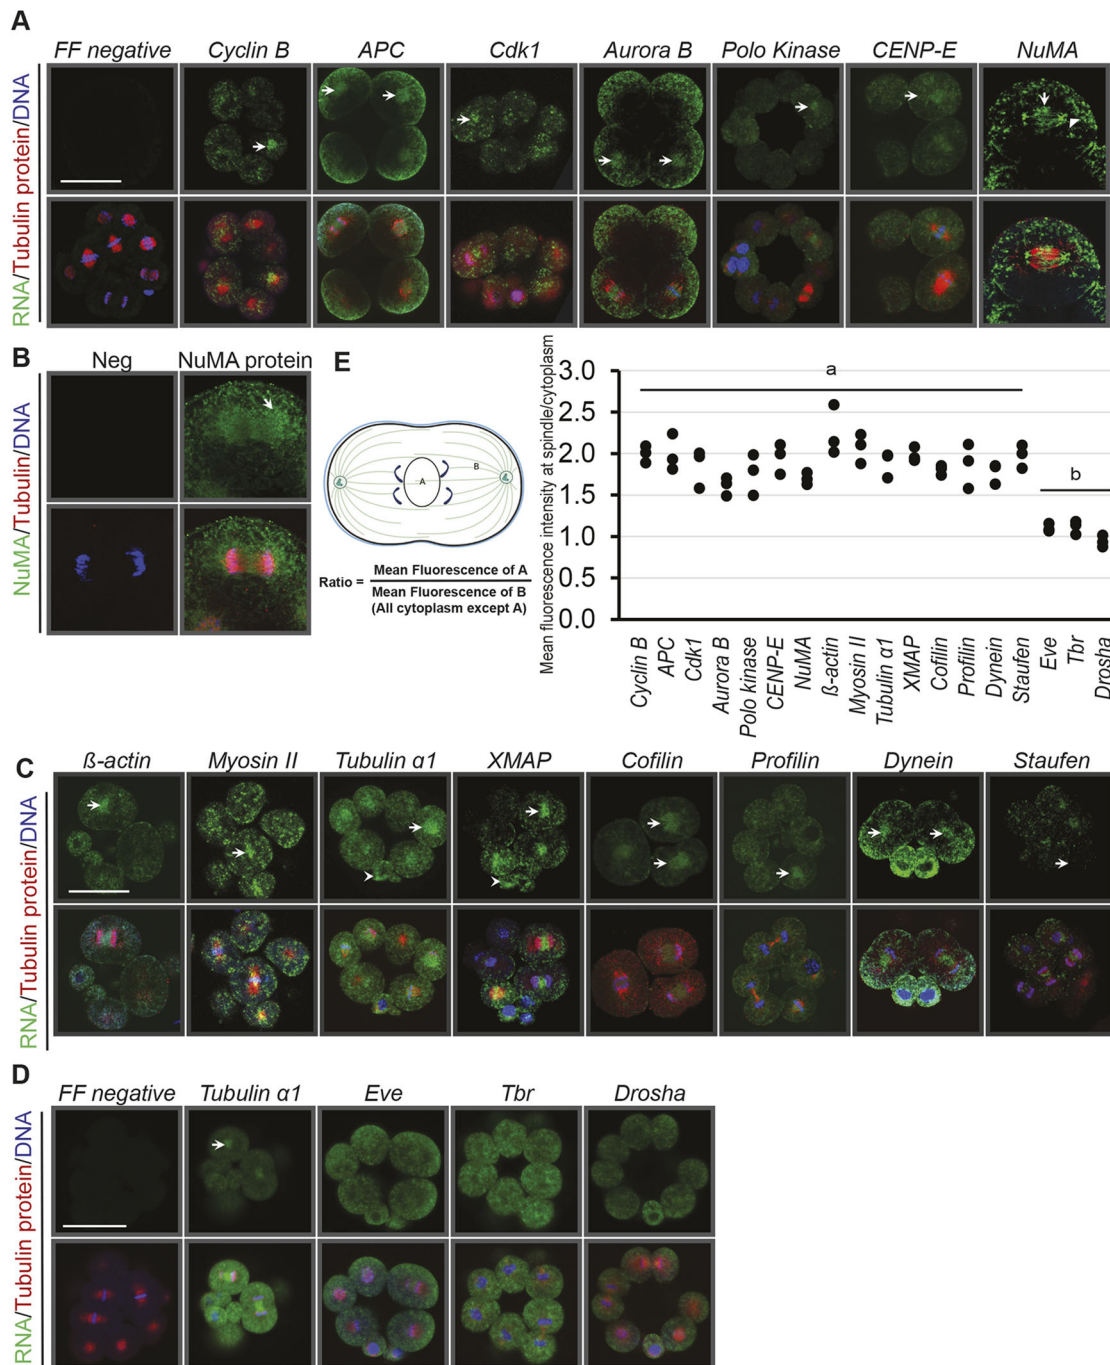 A
FF negative Cyclin B APC Cdk1 Aurora B Polo Kinase CENP-E NuMA
RNA/Tubulin protein/DNA
B
Neg NuMA protein
NuMA/Tubulin/DNA
E
A
B
Ratio =
Mean Fluorescence of A
Mean Fluorescence of B
(All cytoplasm except A)
Mean fluorescence intensity at spindle/cytoplasm
3.0
2.5
2.0
1.5
1.0
0.5
0.0
a
b
Cyclin B
APC
Cdk1
Aurora B
Polo kinase
CENP-E
NuMA
ß-actin
Myosin II
Tubulin α1
XMAP
Cofilin
Profilin
Dynein
Staufen
Eve
Tbr
Drosha
C
ß-actin Myosin II Tubulin α1 XMAP Cofilin Profilin Dynein Staufen
RNA/Tubulin protein/DNA
D
FF negative Tubulin α1 Eve Tbr Drosha
RNA/Tubulin protein/DNA